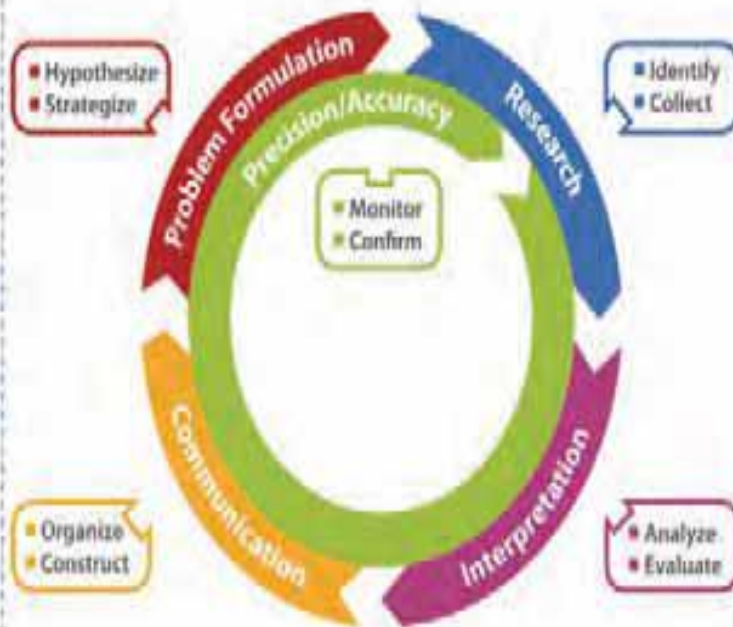 Problem Formulation
▪ Hypothesize
▪ Strategize
Research
▪ Identify
▪ Collect
Precision/Accuracy
▪ Monitor
▪ Confirm
Interpretation
▪ Analyze
▪ Evaluate
Communication
▪ Organize
▪ Construct